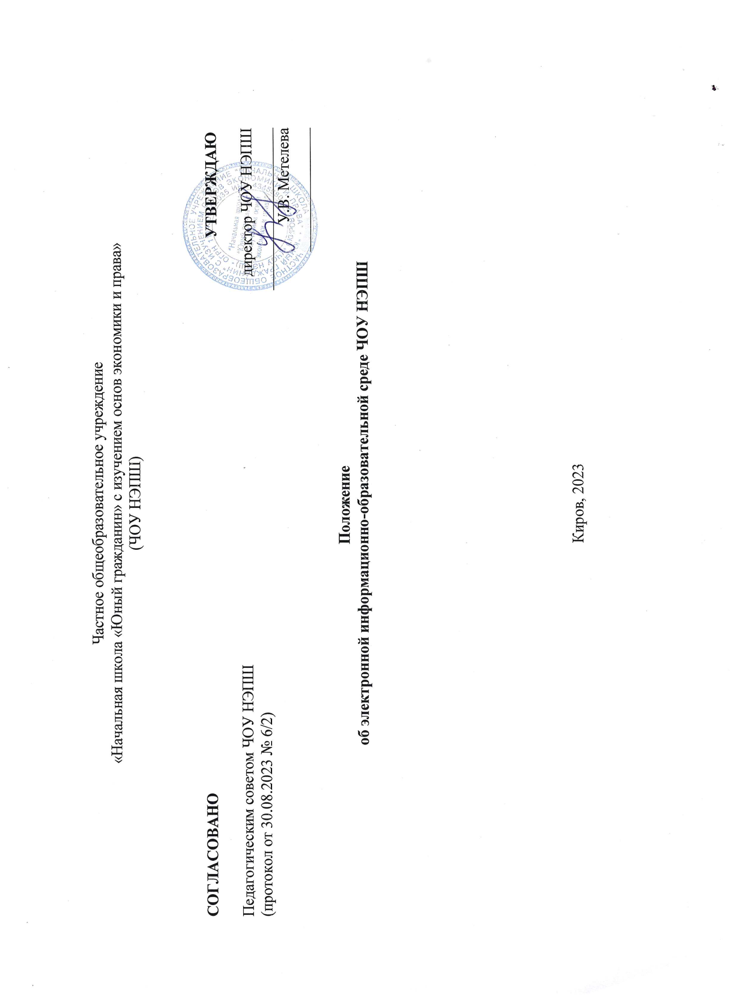 Частное общеобразовательное учреждение
«Начальная школа «Юный гражданин» с изучением основ экономики и права»
(ЧОУ НЭПШ)
СОГЛАСОВАНО
Педагогическим советом ЧОУ НЭПШ
(протокол от 30.08.2023 № 6/2)
УТВЕРЖДАЮ
директор ЧОУ НЭПШ
У.В. Метелева
Положение
об электронной информационно-образовательной среде ЧОУ НЭПШ
Киров, 2023